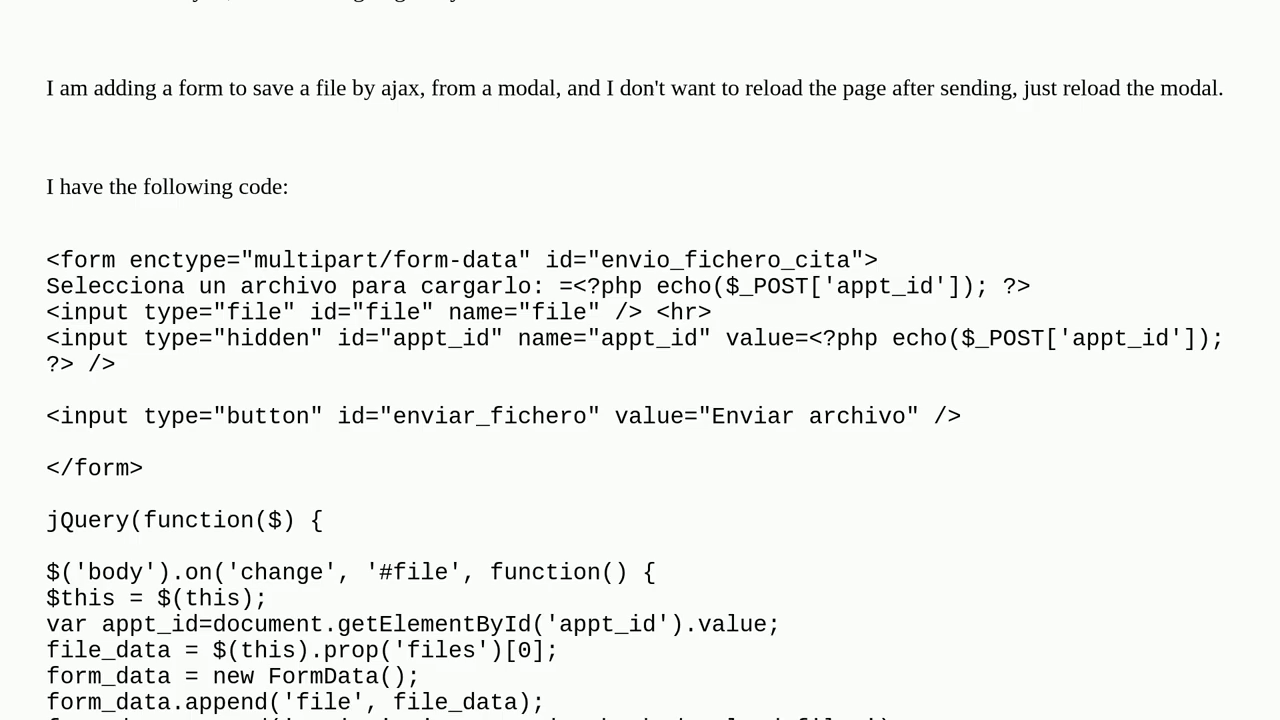 I am adding a form to save a file by ajax, from a modal, and I don't want to reload the page after sending, just reload the modal.
I have the following code:
<form enctype="multipart/form-data" id="envio_fichero_cita">
Selecciona un archivo para cargarlo: =<?php echo($_POST['appt_id']); ?>
<input type="file" id="file" name="file" /> <hr>
<input type="hidden" id="appt_id" name="appt_id" value=<?php echo($_POST['appt_id']);
?> />
<input type="button" id="enviar_fichero" value="Enviar archivo" />
</form>
jQuery(function($) {
$('body').on('change', '#file', function() {
$this = $(this);
var appt_id=document.getElementById('appt_id').value;
file_data = $(this).prop('files')[0];
form_data = new FormData();
form_data.append('file', file_data);